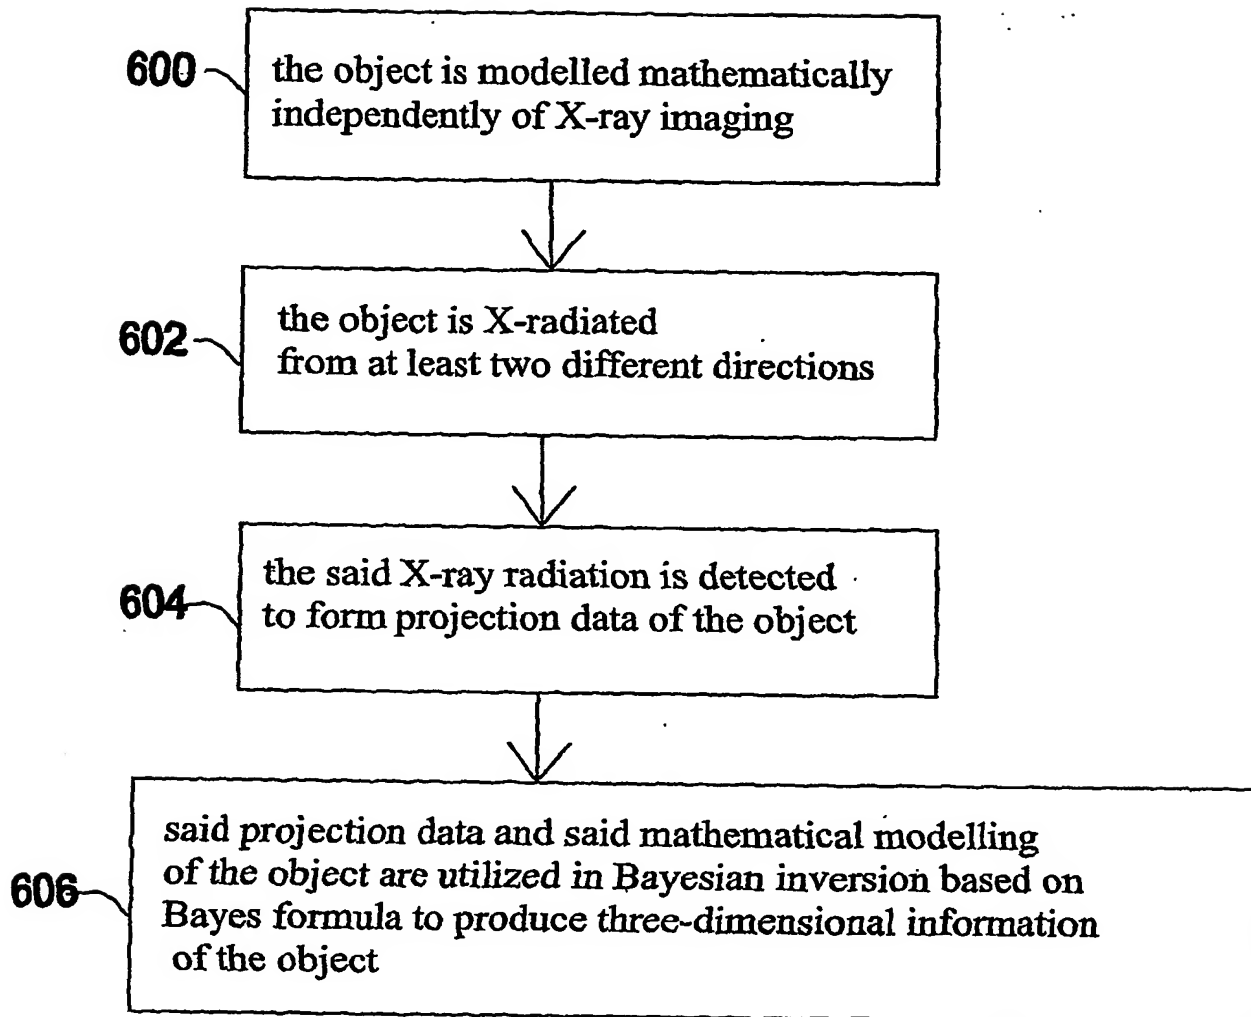 600
the object is modelled mathematically
independently of X-ray imaging
602
the object is X-radiated
from at least two different directions
604
the said X-ray radiation is detected
to form projection data of the object
606
said projection data and said mathematical modelling
of the object are utilized in Bayesian inversion based on
Bayes formula to produce three-dimensional information
of the object